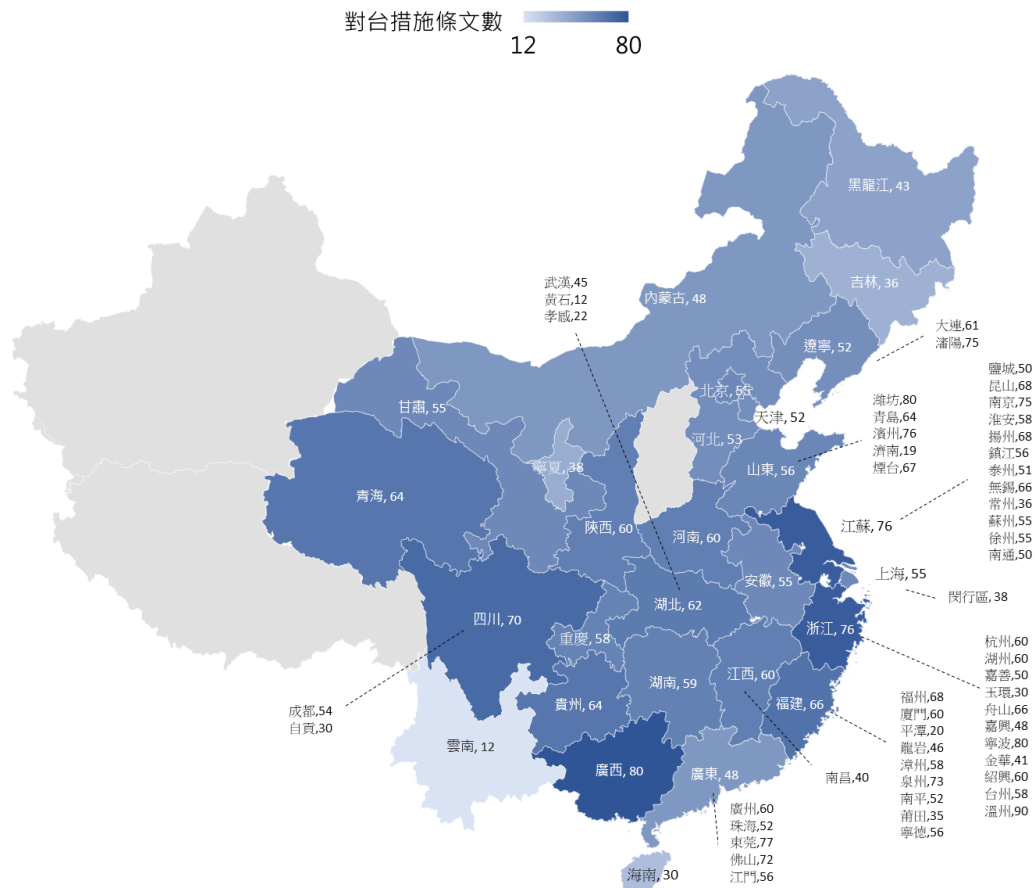 對台措施條文數
12 80
黑龍江, 43
吉林, 36
內蒙古, 48
武漢,45
黃石,12
孝感,22
遼寧, 52
大連,61
瀋陽,75
北京, 55
天津, 52
河北, 53
甘肅, 55
寧夏, 38
山東, 56
濰坊,80
青島,64
濱州,76
濟南,19
煙台,67
鹽城,50
昆山,68
南京,75
淮安,58
揚州,68
鎮江56
泰州,51
無錫,66
常州,36
蘇州,55
徐州,55
南通,50
青海, 64
陝西, 60
河南, 60
江蘇, 76
安徽, 55
上海, 55
閔行區,38
湖北, 62
四川, 70
重慶, 58
浙江, 76
杭州,60
湖州,60
嘉善,50
玉環,30
舟山,66
嘉興,48
寧波,80
金華,41
紹興,60
台州,58
溫州,90
成都,54
自貢,30
貴州, 64
湖南, 59
江西, 60
福建, 66
福州,68
廈門,60
平潭,20
龍岩,46
漳州,58
泉州,73
南平,52
莆田,35
寧德,56
雲南, 12
廣西, 80
廣東, 48
南昌,40
廣州,60
珠海,52
東莞,77
佛山,72
江門,56
海南, 30